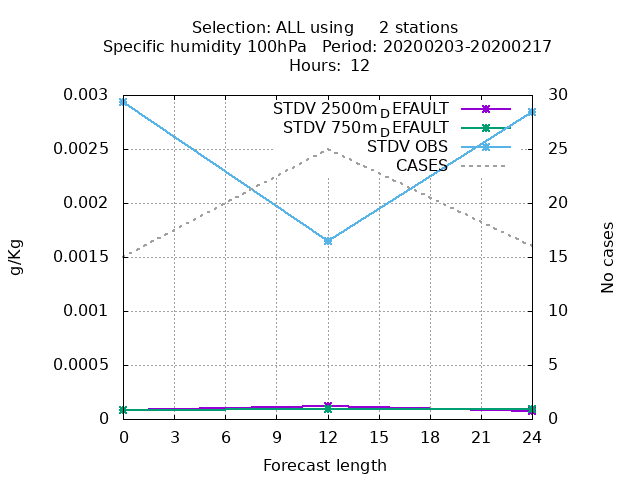 Selection: ALL using     2 stations
Specific humidity 100hPa   Period: 20200203-20200217
Hours: 12
STDV 2500m_DEFAULT
STDV 750m_DEFAULT
STDV OBS
CASES
0.003
0.0025
0.002
0.0015
0.001
0.0005
0
30
25
20
15
10
5
0
g/Kg
No cases
0 3 6 9 12 15 18 21 24
Forecast length